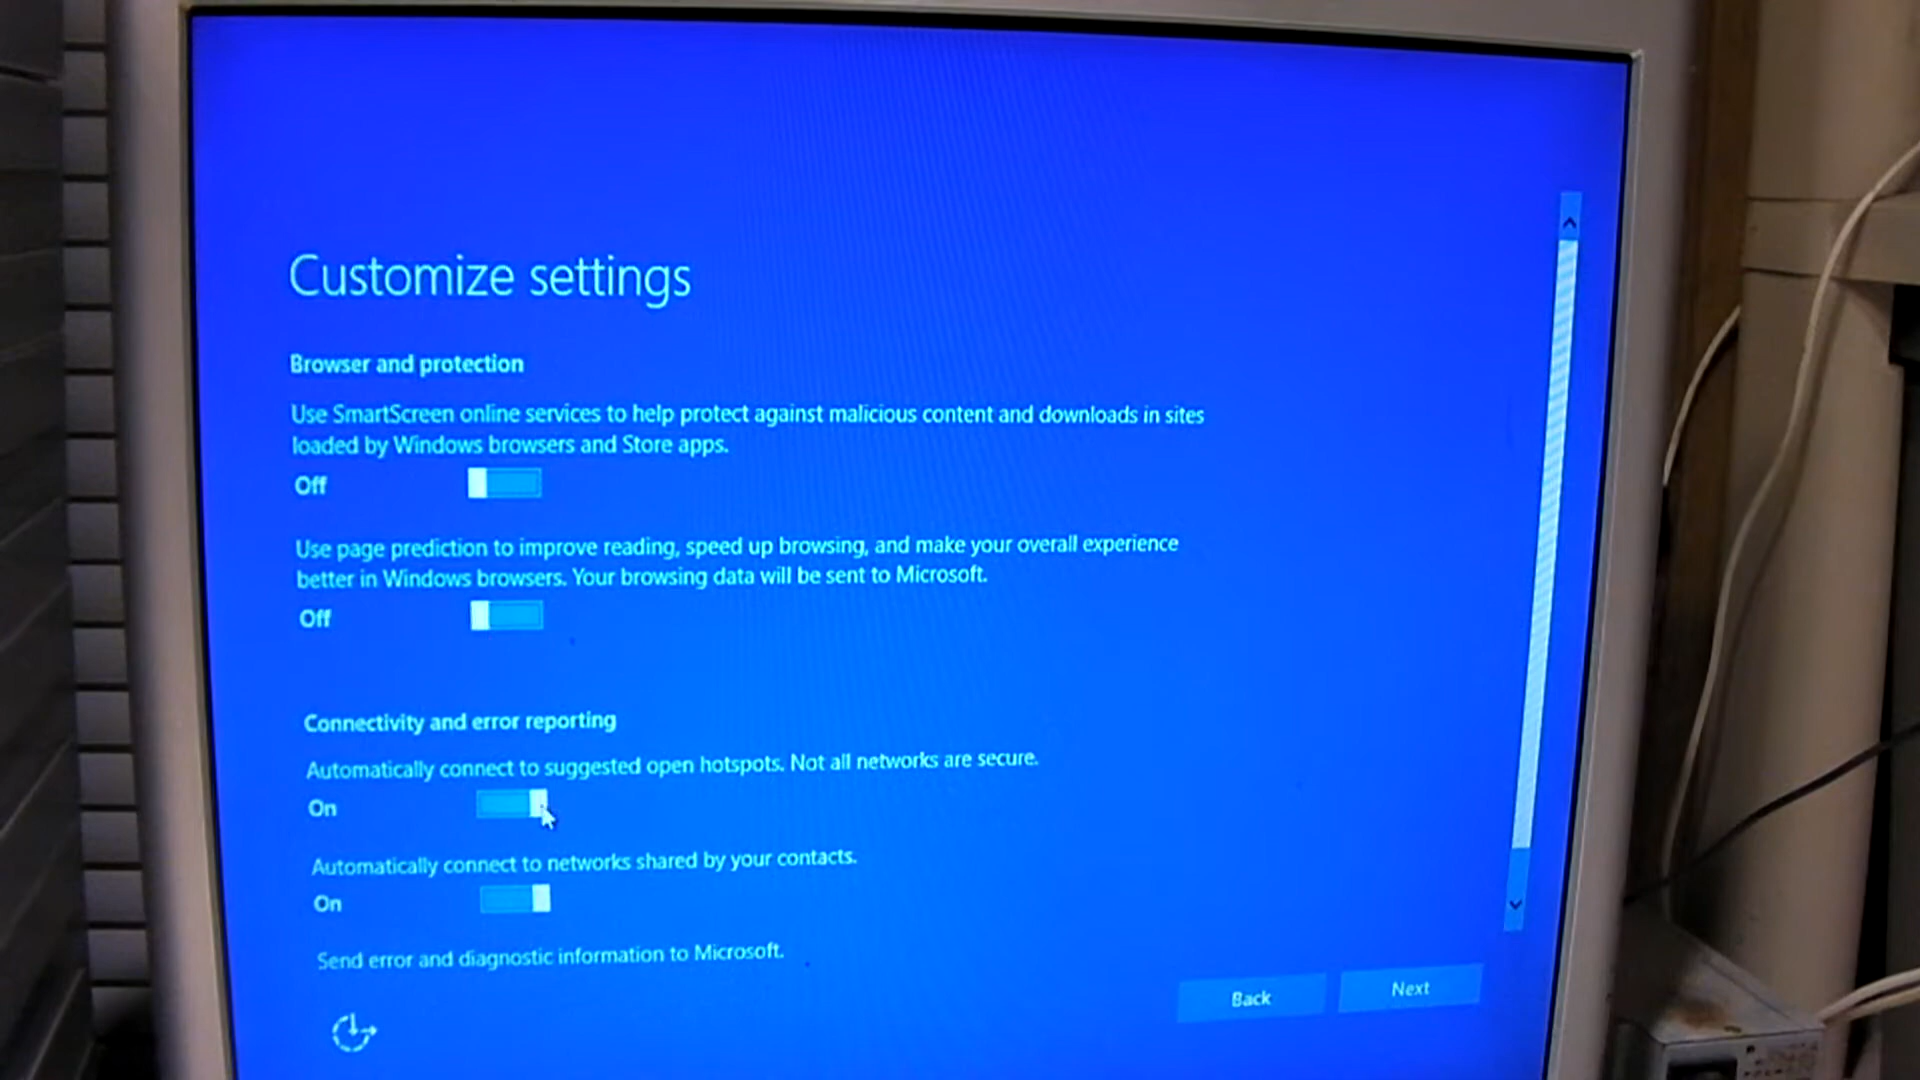 Customize settings
Browser and protection
Use SmartScreen online services to help protect against malicious content and downloads in sites
loaded by Windows browsers and Store apps.
Off
Use page prediction to improve reading, speed up browsing, and make your overall experience
better in Windows browsers. Your browsing data will be sent to Microsoft.
Off
Connectivity and error reporting
Automatically connect to suggested open hotspots. Not all networks are secure.
On
Automatically connect to networks shared by your contacts.
On
Send error and diagnostic information to Microsoft.
Back
Next